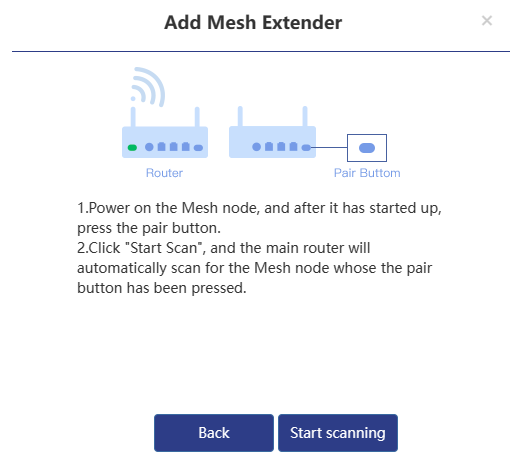 Add Mesh Extender
×
Router
Pair Buttom
1.Power on the Mesh node, and after it has started up,
press the pair button.
2.Click "Start Scan", and the main router will
automatically scan for the Mesh node whose the pair
button has been pressed.
Back
Start scanning